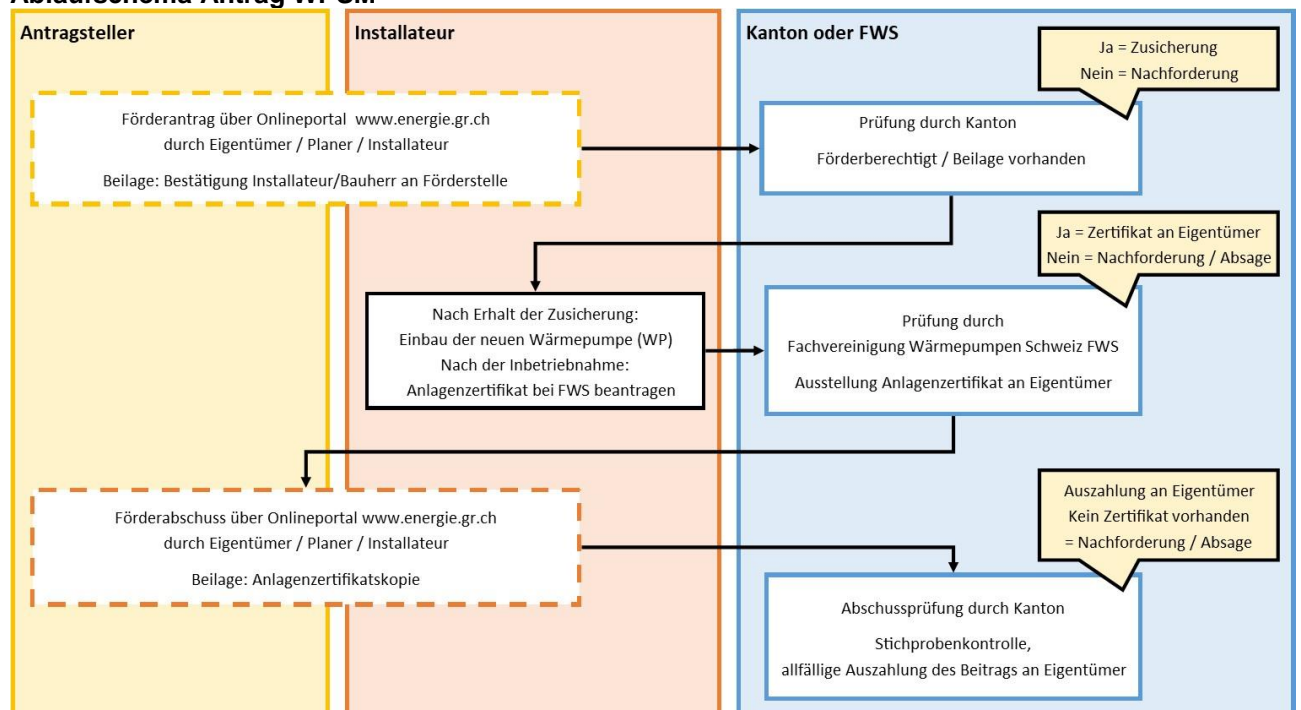 Ablaufschema Antrag WPSM
Antragsteller
Installateur
Kanton oder FWS
Ja = Zusicherung
Nein = Nachforderung
Förderantrag über Onlineportal www.energie.gr.ch
durch Eigentümer / Planer / Installateur
Beilage: Bestätigung Installateur/Bauherr an Förderstelle
Prüfung durch Kanton
Förderberechtigt / Beilage vorhanden
Ja = Zertifikat an Eigentümer
Nein = Nachforderung / Absage
Nach Erhalt der Zusicherung:
Einbau der neuen Wärmepumpe (WP)
Nach der Inbetriebnahme:
Anlagenzertifikat bei FWS beantragen
Prüfung durch
Fachvereinigung Wärmepumpen Schweiz FWS
Ausstellung Anlagenzertifikat an Eigentümer
Förderabschuss über Onlineportal www.energie.gr.ch
durch Eigentümer / Planer / Installateur
Beilage: Anlagenzertifikatskopie
Auszahlung an Eigentümer
Kein Zertifikat vorhanden
= Nachforderung / Absage
Abschussprüfung durch Kanton
Stichprobenkontrolle,
allfällige Auszahlung des Beitrags an Eigentümer